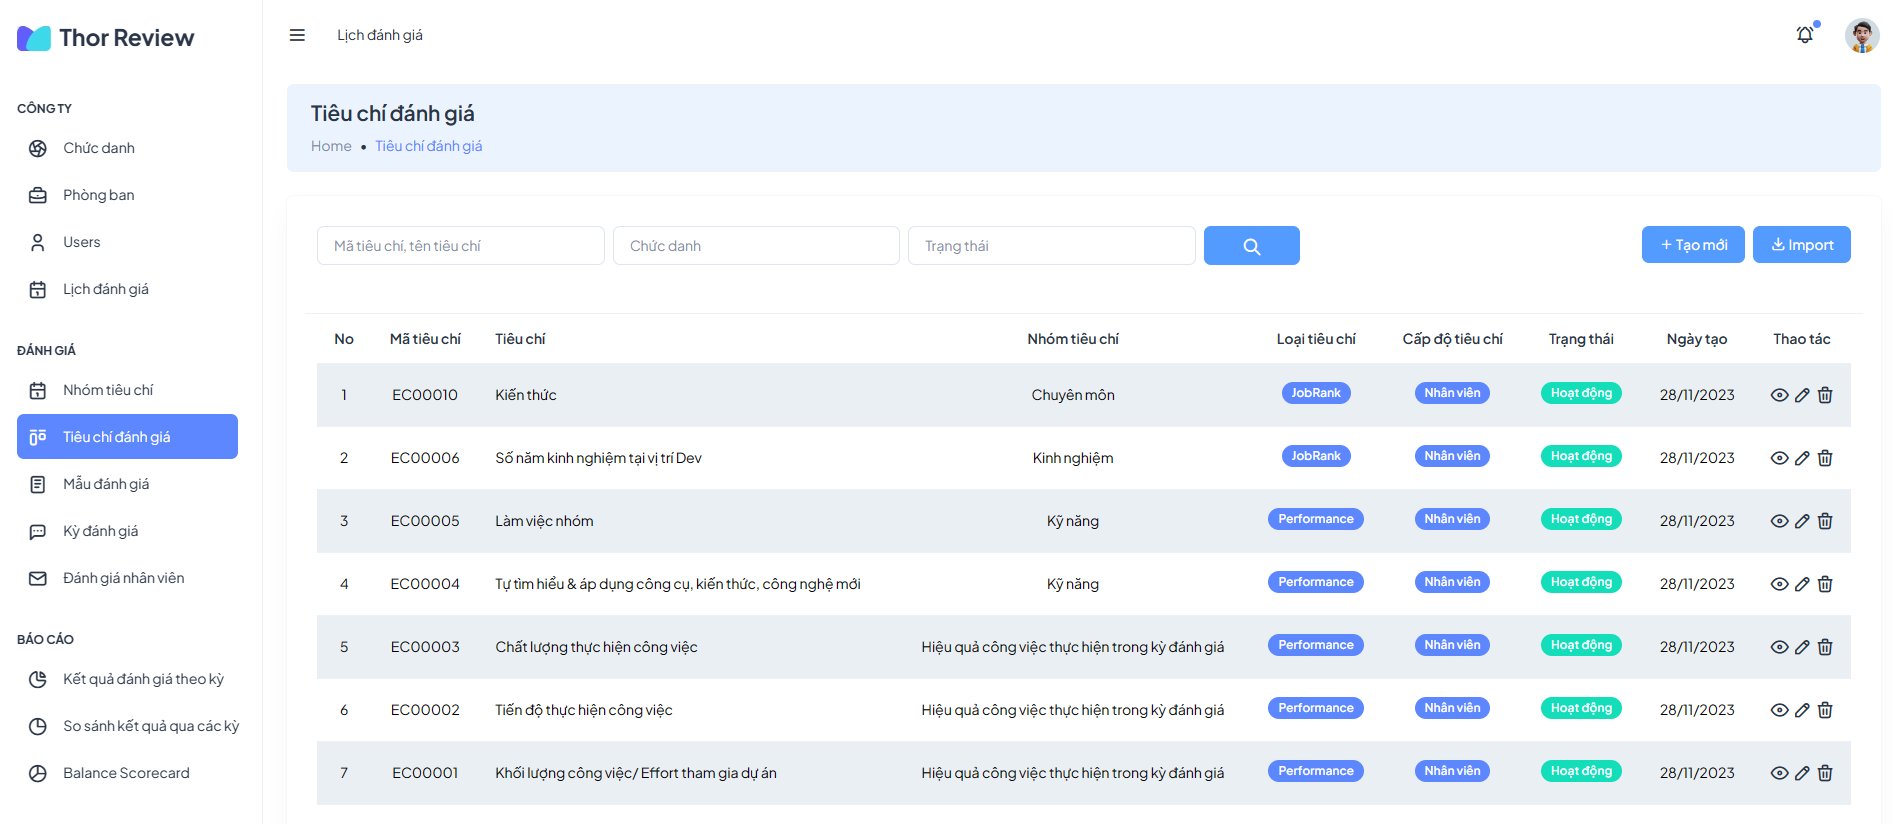 Thor Review
Lịch đánh giá
CÔNG TY
Chức danh
Phòng ban
Users
Lịch đánh giá
ĐÁNH GIÁ
Nhóm tiêu chí
Tiêu chí đánh giá
Mẫu đánh giá
Kỳ đánh giá
Đánh giá nhân viên
BÁO CÁO
Kết quả đánh giá theo kỳ
So sánh kết quả qua các kỳ
Balance Scorecard
Tiêu chí đánh giá
Home • Tiêu chí đánh giá
Mã tiêu chí, tên tiêu chí Chức danh Trạng thái + Tạo mới Import
No Mã tiêu chí Tiêu chí Nhóm tiêu chí Loại tiêu chí Cấp độ tiêu chí Trạng thái Ngày tạo Thao tác
1 EC00010 Kiến thức Chuyên môn JobRank Nhân viên Hoạt động 28/11/2023
2 EC00006 Số năm kinh nghiệm tại vị trí Dev Kinh nghiệm JobRank Nhân viên Hoạt động 28/11/2023
3 EC00005 Làm việc nhóm Kỹ năng Performance Nhân viên Hoạt động 28/11/2023
4 EC00004 Tự tìm hiểu & áp dụng công cụ, kiến thức, công nghệ mới Kỹ năng Performance Nhân viên Hoạt động 28/11/2023
5 EC00003 Chất lượng thực hiện công việc Hiệu quả công việc thực hiện trong kỳ đánh giá Performance Nhân viên Hoạt động 28/11/2023
6 EC00002 Tiến độ thực hiện công việc Hiệu quả công việc thực hiện trong kỳ đánh giá Performance Nhân viên Hoạt động 28/11/2023
7 EC00001 Khối lượng công việc/ Effort tham gia dự án Hiệu quả công việc thực hiện trong kỳ đánh giá Performance Nhân viên Hoạt động 28/11/2023